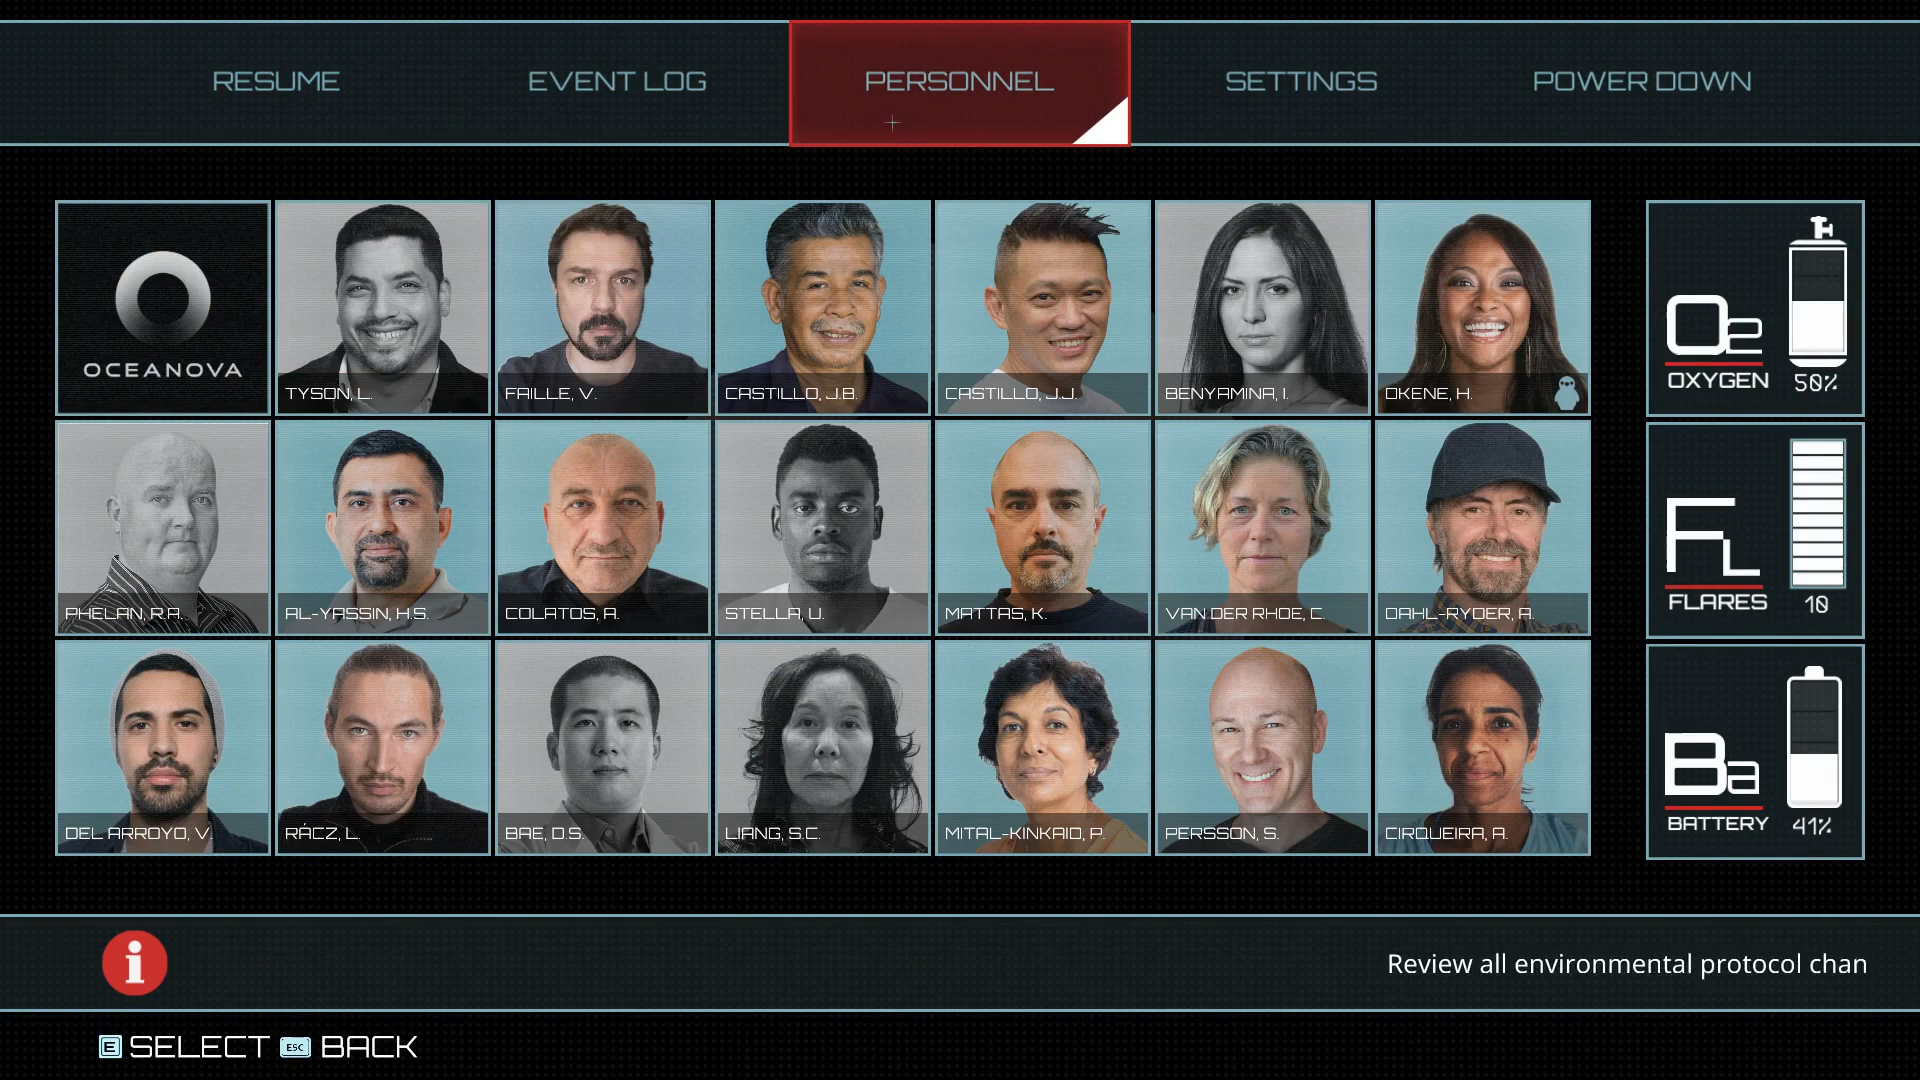 RESUME
EVENT LOG
PERSONNEL
SETTINGS
POWER DOWN
OCEANOVA
TYSON, L.
FAILLE, V.
CASTILLO, J.B.
CASTILLO, J.J.
BENYAMINA, I.
OKENE, H.
O2
OXYGEN
50%
PHELAN, R.A.
AL-YASSIN, H.S.
COLATOS, A.
STELLA, U.
MATTAS, K.
VAN DER RHOE, C.
DAHL-RYDER, A.
FL
FLARES
10
DEL ARROYO, V.
RÁCZ, L.
BAE, D.S.
LIANG, S.C.
MITAL-KINKAID, P.
PERSSON, S.
CIRQUEIRA, A.
Ba
BATTERY
41%
i
Review all environmental protocol chan
E SELECT ESC BACK